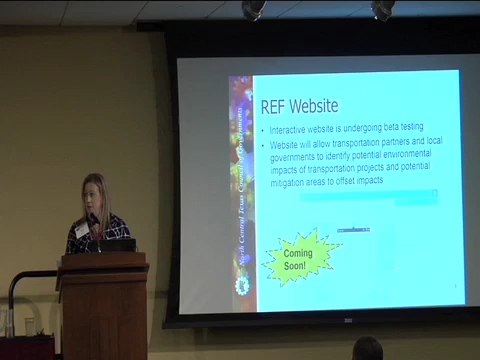 REF Website
• Interactive website is undergoing beta testing
• Website will allow transportation partners and local
governments to identify potential environmental
impacts of transportation projects and potential
mitigation areas to offset impacts
Coming
Soon!
North Central Texas Council of Governments